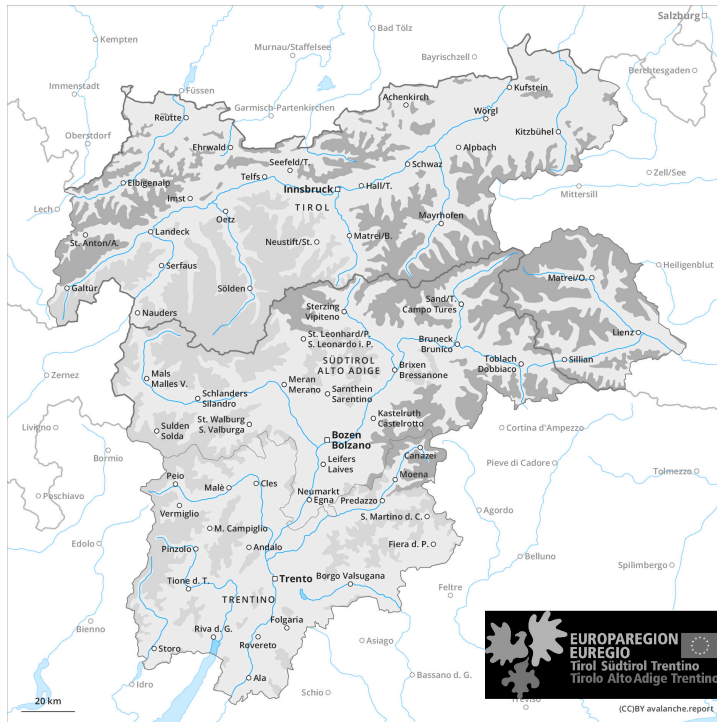 Salzburg
Kempten
Bad Tölz
Murnau/Staffelsee
Bayrischzell
Berchtesgaden
Immenstadt
Füssen
Garmisch-Partenkirchen
Achenkirch
Kufstein
Reutte
Wörgl
Oberstdorf
Ehrwald
Kitzbühel
Seefeld/T.
Alpbach
Telfs
Schwaz
Zell/See
Elbigenalp
Innsbruck
Hall/T.
Mittersill
Imst
Lech
TIROL
Oetz
Mayrhofen
Landeck
St. Anton/A.
Neustift/St.
Matrei/B.
Serfaus
Heiligenblut
Matrei/O.
Galtür
Sölden
Sand/T.
Campo Tures
Nauders
Sterzing
Vipiteno
Lienz
St. Leonhard/P.
S. Leonardo i. P.
Bruneck
Brunico
Sillian
Toblach
Dobbiaco
SÜDTIROL
ALTO ADIGE
Brixen
Bressanone
Zernez
Mals
Malles V.
Meran
Merano
Sarnthein
Sarentino
Schlanders
Silandro
Kastelruth
Castelrotto
St. Walburg
S. Valburga
Livigno
Sulden
Solda
Cortina d'Ampezzo
Bozen
Bolzano
Bormio
Canazei
Leifers
Laives
Pieve di Cadore
Tolmezzo
Peio
Moena
Malè
Cles
Neumarkt
Egna
Poschiavo
Predazzo
Vermiglio
Agordo
S. Martino d. C.
M. Campiglio
Edolo
Fiera d. P.
Pinzolo
Andalo
Belluno
Spilimbergo
Trento
Borgo Valsugana
Tione d. T.
Feltre
TRENTINO
Folgaria
Bienno
Riva d. G.
Rovereto
Asiago
Storo
Bassano d. G.
Ala
Idro
Schio
Treviso
EUROPAREGION
EUREGIO
Tirol Südtirol Trentino
Tirolo Alto Adige Trentino
20 km
(CC)BY avalanche.report